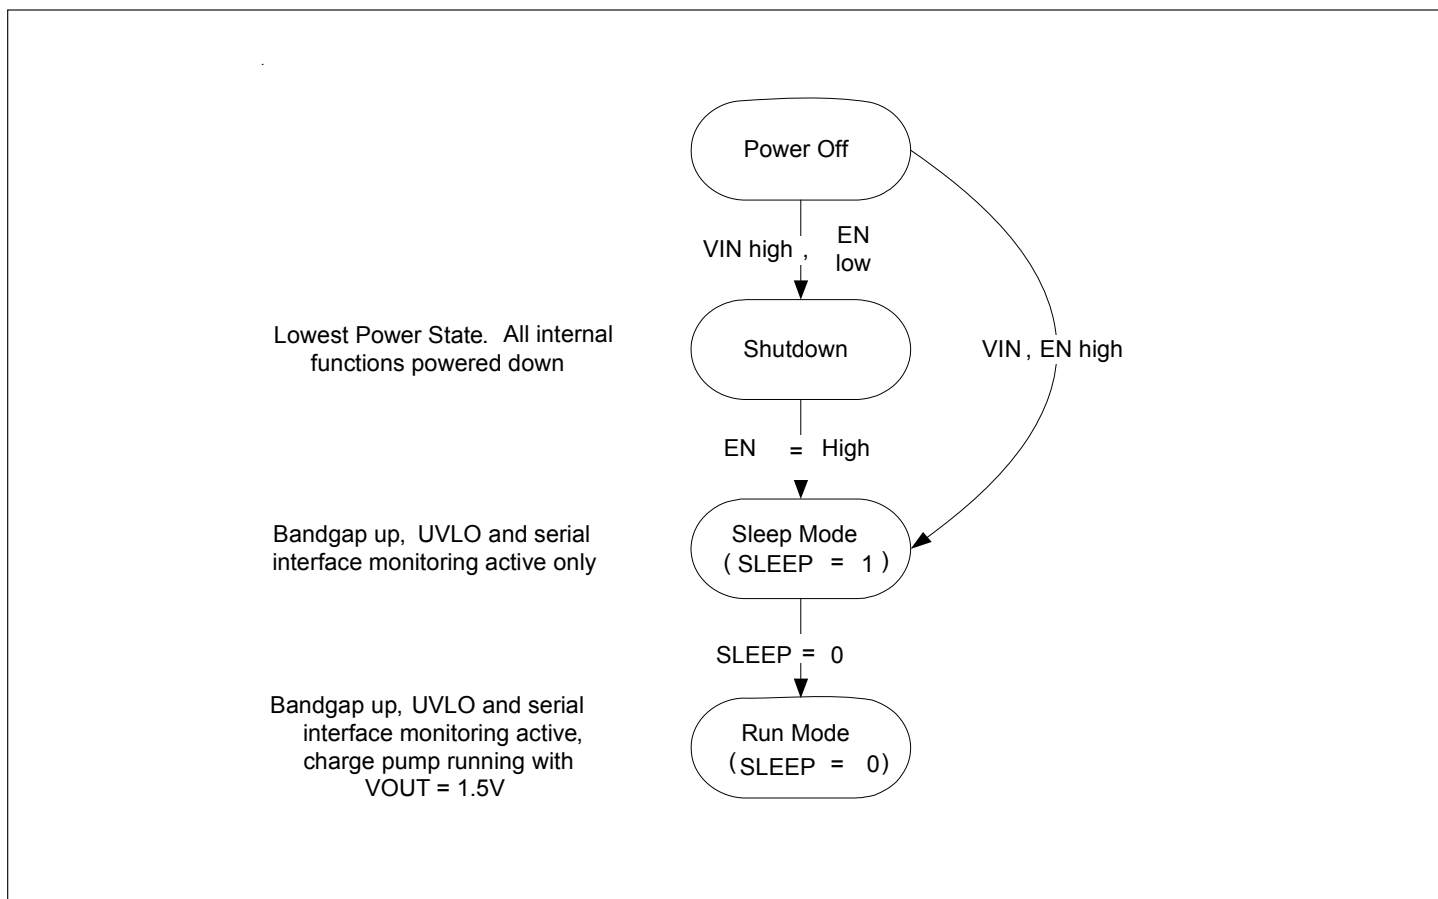 Power Off
VIN high , EN low
Lowest Power State. All internal
functions powered down
Shutdown
VIN , EN high
EN = High
Bandgap up, UVLO and serial
interface monitoring active only
Sleep Mode
( SLEEP = 1 )
SLEEP = 0
Bandgap up, UVLO and serial
interface monitoring active,
charge pump running with
VOUT = 1.5V
Run Mode
(SLEEP = 0)